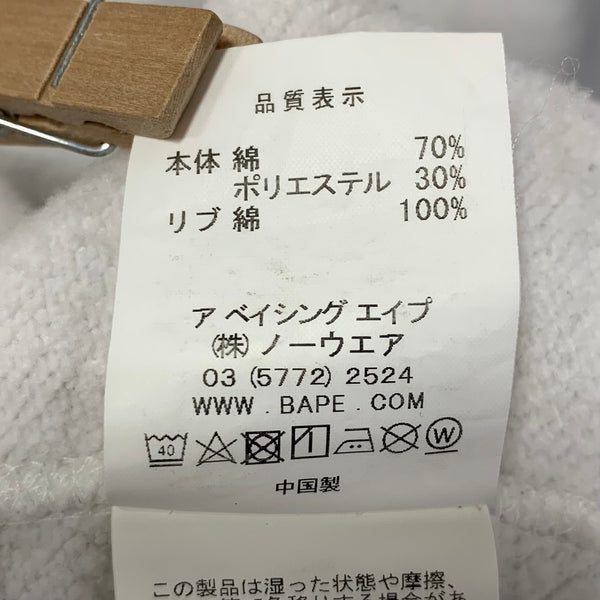 品質表示
本体 綿 70%
ポリエステル 30%
リブ 綿 100%
ア ベイシング エイプ
㈱ ノーウエア
03 (5772) 2524
WWW . BAPE . COM
40 W
中国製
この製品は湿った状態や摩擦、